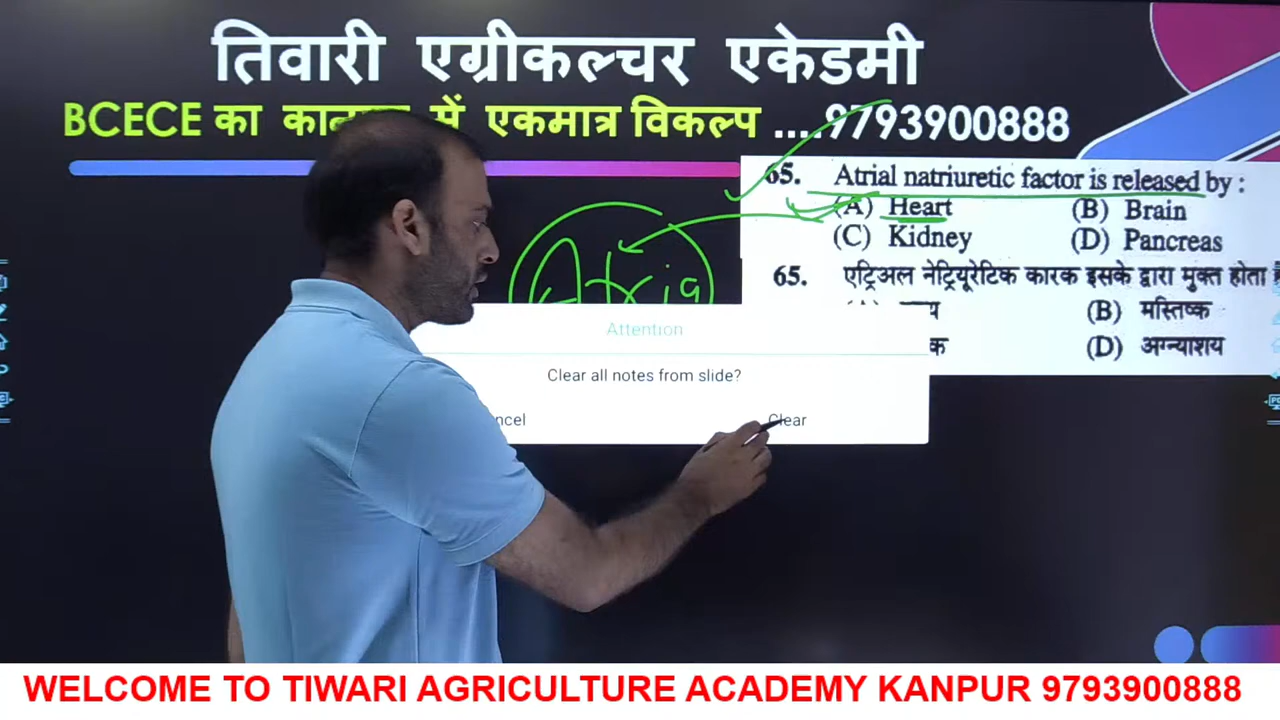 तिवारी एग्रीकल्चर एकेडमी
BCECE का में एकमात्र विकल्प ....9793900888
65. Atrial natriuretic factor is released by :
(A) Heart (B) Brain
(C) Kidney (D) Pancreas
Atria
65. एट्रिअल नेट्रियूरेटिक कारक इसके द्वारा मुक्त होता
(B) मस्तिष्क
(D) अग्न्याशय
Attention
Clear all notes from slide?
Clear
WELCOME TO TIWARI AGRICULTURE ACADEMY KANPUR 9793900888